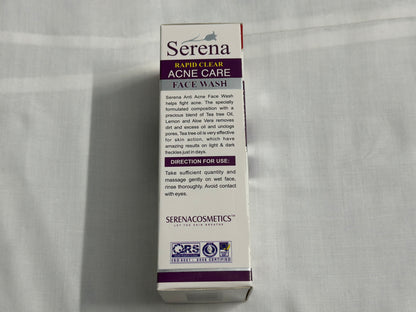 Serena
RAPID CLEAR
ACNE CARE
FACE WASH
Serena Anti Acne Face Wash
helps fight acne. The specially
formulated composition with a
precious blend of Tea tree Oil,
Lemon and Aloe Vera removes
dirt and excess oil and unclogs
pores, Tea tree oil is very effective
for skin action, which have
amazing results on light & dark
freckles just in days.
DIRECTION FOR USE:
Take sufficient quantity and
massage gently on wet face,
rinse thoroughly. Avoid contact
with eyes.
SERENACOSMETICS™
LET THE SKIN BREATHE
QRS